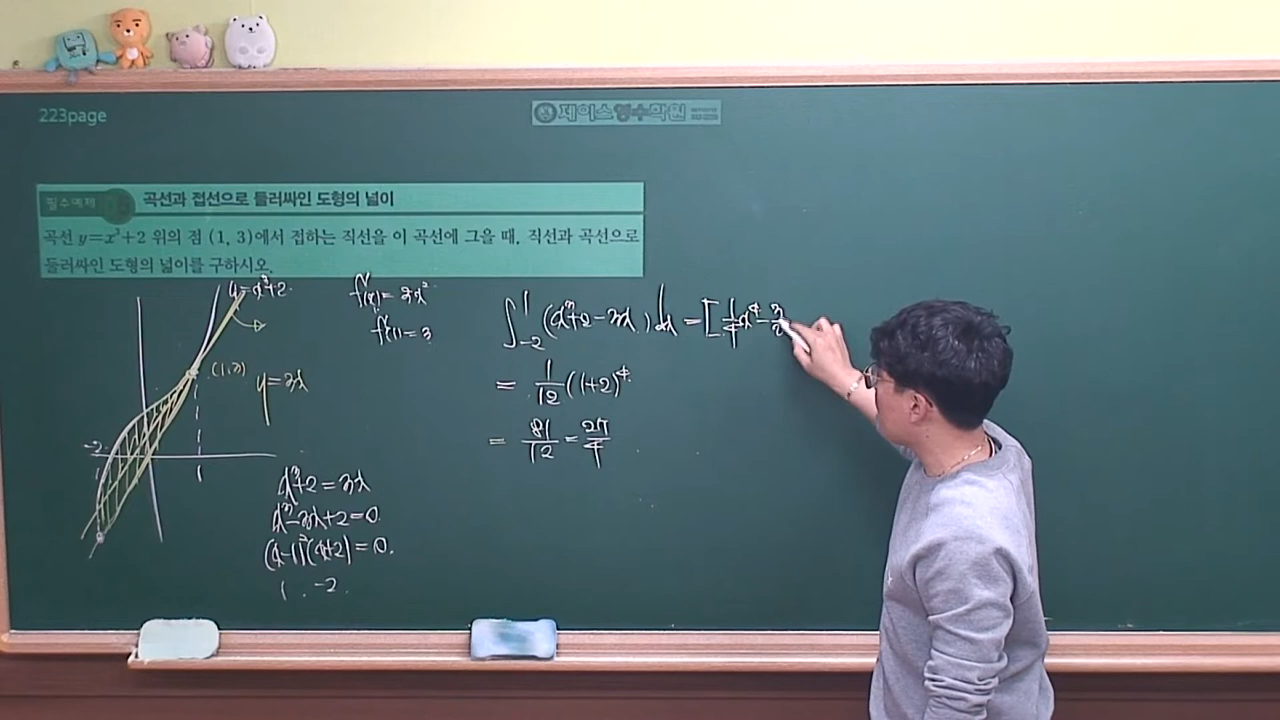 223page
제이스영수학원
필수예제
곡선과 접선으로 둘러싸인 도형의 넓이
곡선 y=x³+2 위의 점 (1, 3)에서 접하는 직선을 이 곡선에 그을 때, 직선과 곡선으로
둘러싸인 도형의 넓이를 구하시오.
y=x³+2
(1,3)
y=3x
-2
1
f'(x)=3x²
f'(1)=3
x³+2=3x
x³-3x+2=0.
(x-1)²(x+2)=0.
1, -2.
∫₋₂¹(x³+2-3x)dx=[1/4x⁴-3/2
= 1/12(1+2)⁴.
= 81/12=27/4